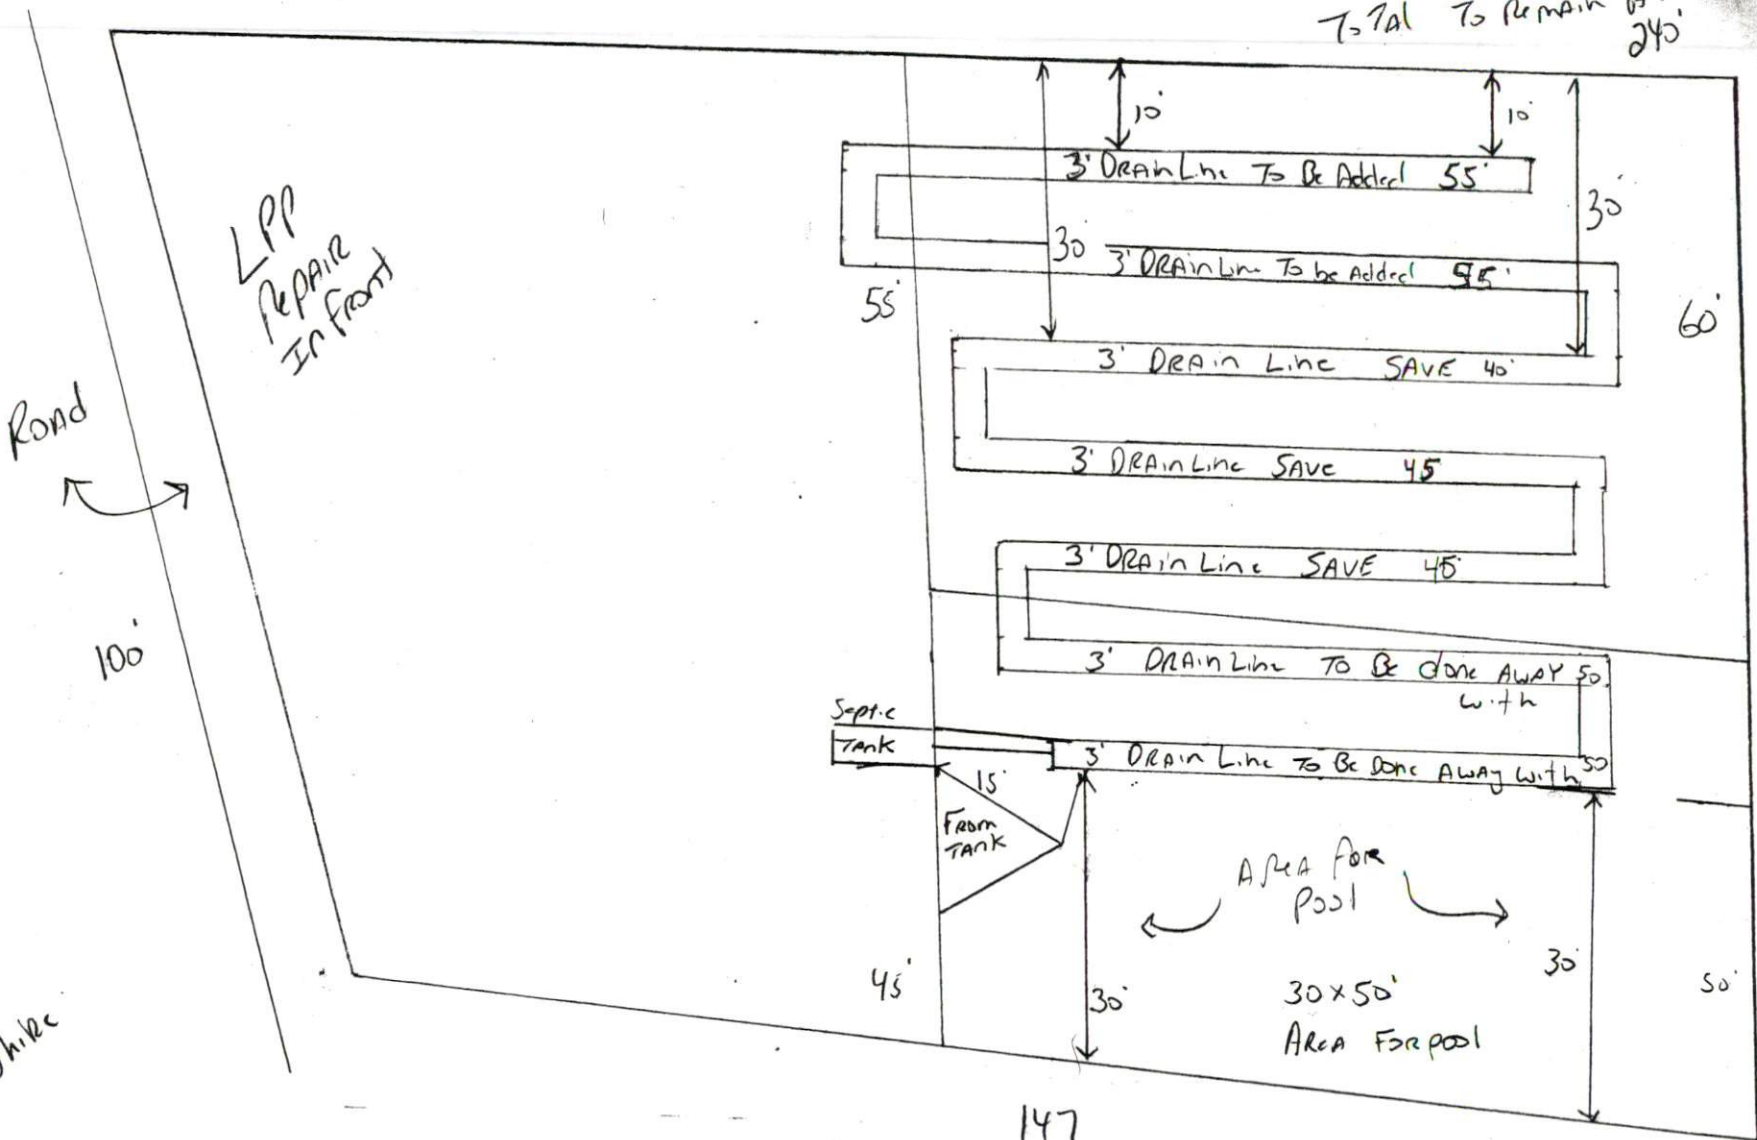 Total To Remain
240'
10'
10'
3' Drain Line To Be Added 55'
30'
30'
3' Drain Line To be Added 55'
55'
60'
LPP
Repair
In Front
3' Drain Line SAVE 40'
Road
3' Drain Line SAVE 45
3' Drain Line SAVE 45'
100'
3' Drain Line To Be done AWAY 50.
with
Septic
Tank
3' Drain Line To Be Done Away with 50
15'
From
Tank
Area For
Pool
45'
30'
30'
50'
30x50'
Area For pool
147